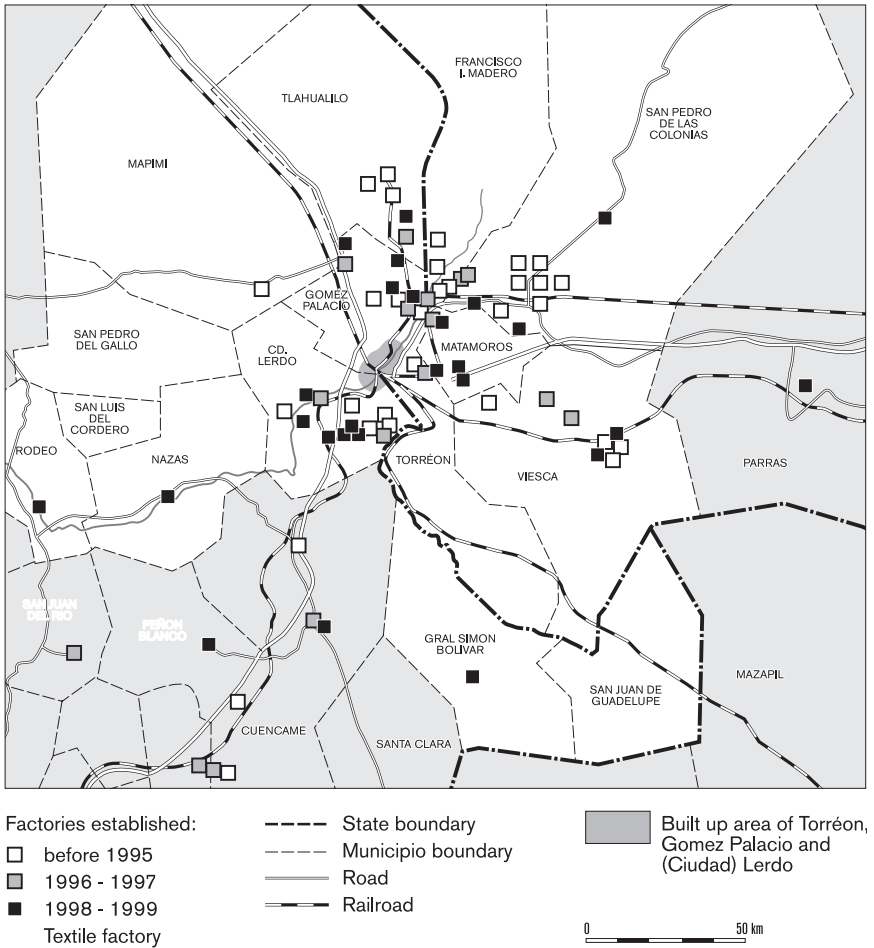 FRANCISCO
I. MADERO
TLAHUALILO
SAN PEDRO
DE LAS
COLONIAS
MAPIMI
GOMEZ
PALACIO
SAN PEDRO
DEL GALLO
CD.
LERDO
MATAMOROS
SAN LUIS
DEL
CORDERO
RODEO
NAZAS
TORRÉON
VIESCA
PARRAS
SAN JUAN
DEL RIO
PEÑON
BLANCO
GRAL SIMON
BOLIVAR
SAN JUAN DE
GUADELUPE
MAZAPIL
CUENCAME
SANTA CLARA
Factories established:
before 1995
1996 - 1997
1998 - 1999
Textile factory
State boundary
Municipio boundary
Road
Railroad
Built up area of Torréon,
Gomez Palacio and
(Ciudad) Lerdo
0 50 km